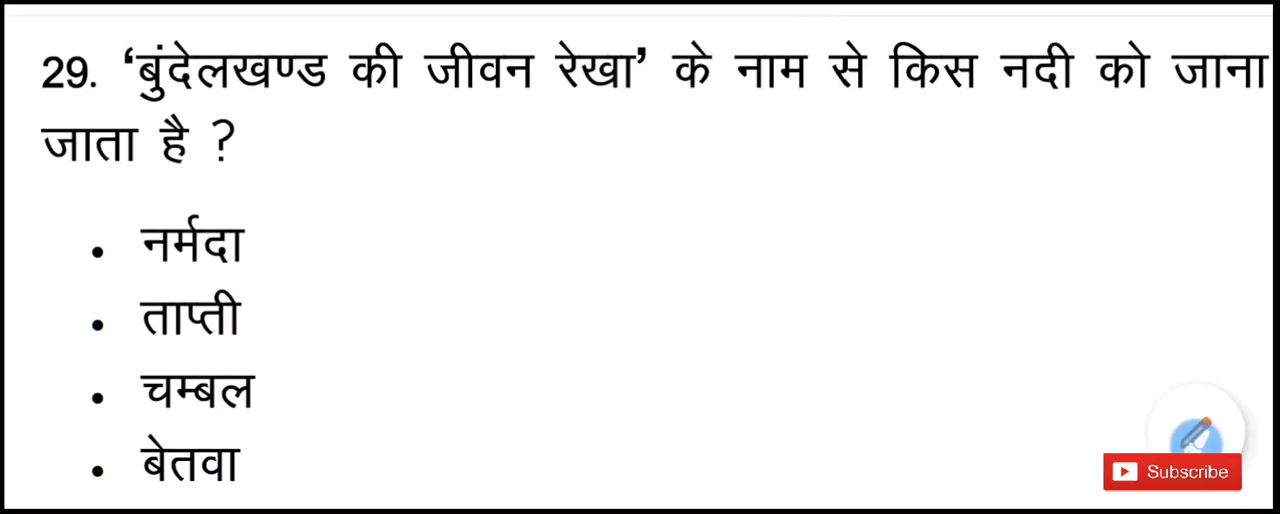 29. ‘बुंदेलखण्ड की जीवन रेखा’ के नाम से किस नदी को जाना
जाता है ?
• नर्मदा
• ताप्ती
• चम्बल
• बेतवा
Subscribe